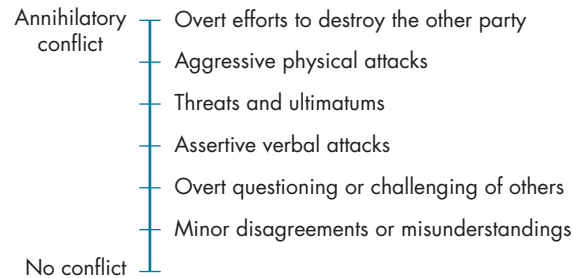 Annihilatory
conflict
Overt efforts to destroy the other party
Aggressive physical attacks
Threats and ultimatums
Assertive verbal attacks
Overt questioning or challenging of others
Minor disagreements or misunderstandings
No conflict